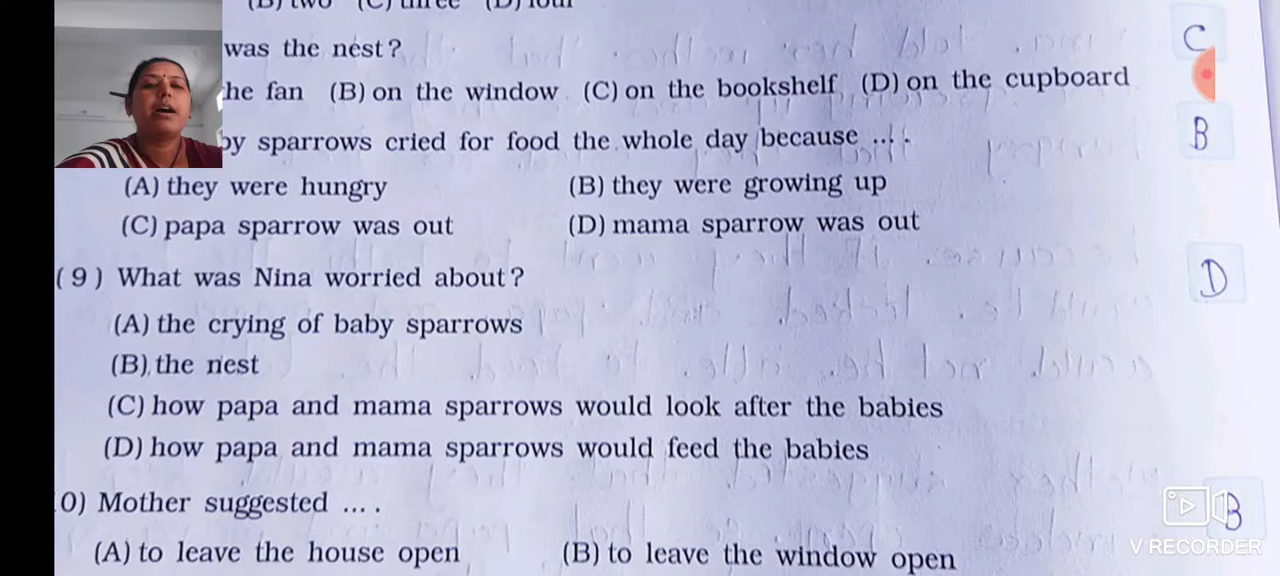 (B) two (C) three (D) four
was the nest?
C
he fan (B) on the window (C) on the bookshelf (D) on the cupboard
by sparrows cried for food the whole day because ....
B
(A) they were hungry (B) they were growing up
(C) papa sparrow was out (D) mama sparrow was out
(9) What was Nina worried about?
D
(A) the crying of baby sparrows
(B) the nest
(C) how papa and mama sparrows would look after the babies
(D) how papa and mama sparrows would feed the babies
0) Mother suggested ....
B
(A) to leave the house open (B) to leave the window open
V RECORDER